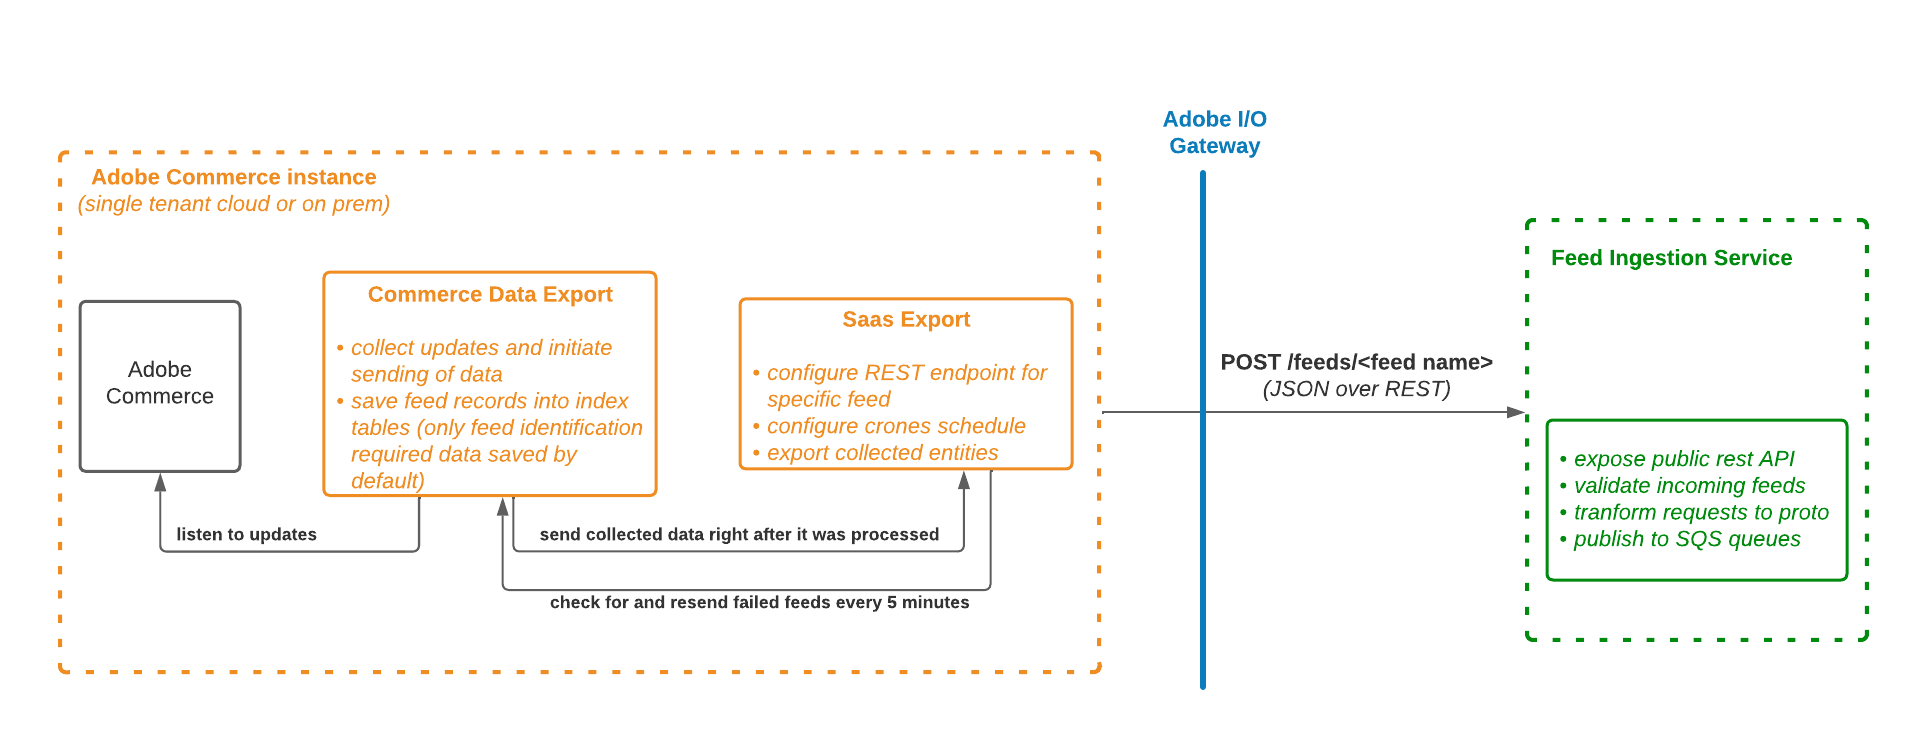 Adobe I/O
Gateway
Adobe Commerce instance
(single tenant cloud or on prem)
Adobe
Commerce
Commerce Data Export
• collect updates and initiate
sending of data
• save feed records into index
tables (only feed identification
required data saved by
default)
Saas Export
• configure REST endpoint for
specific feed
• configure crones schedule
• export collected entities
listen to updates
send collected data right after it was processed
check for and resend failed feeds every 5 minutes
POST /feeds/<feed name>
(JSON over REST)
Feed Ingestion Service
• expose public rest API
• validate incoming feeds
• tranform requests to proto
• publish to SQS queues